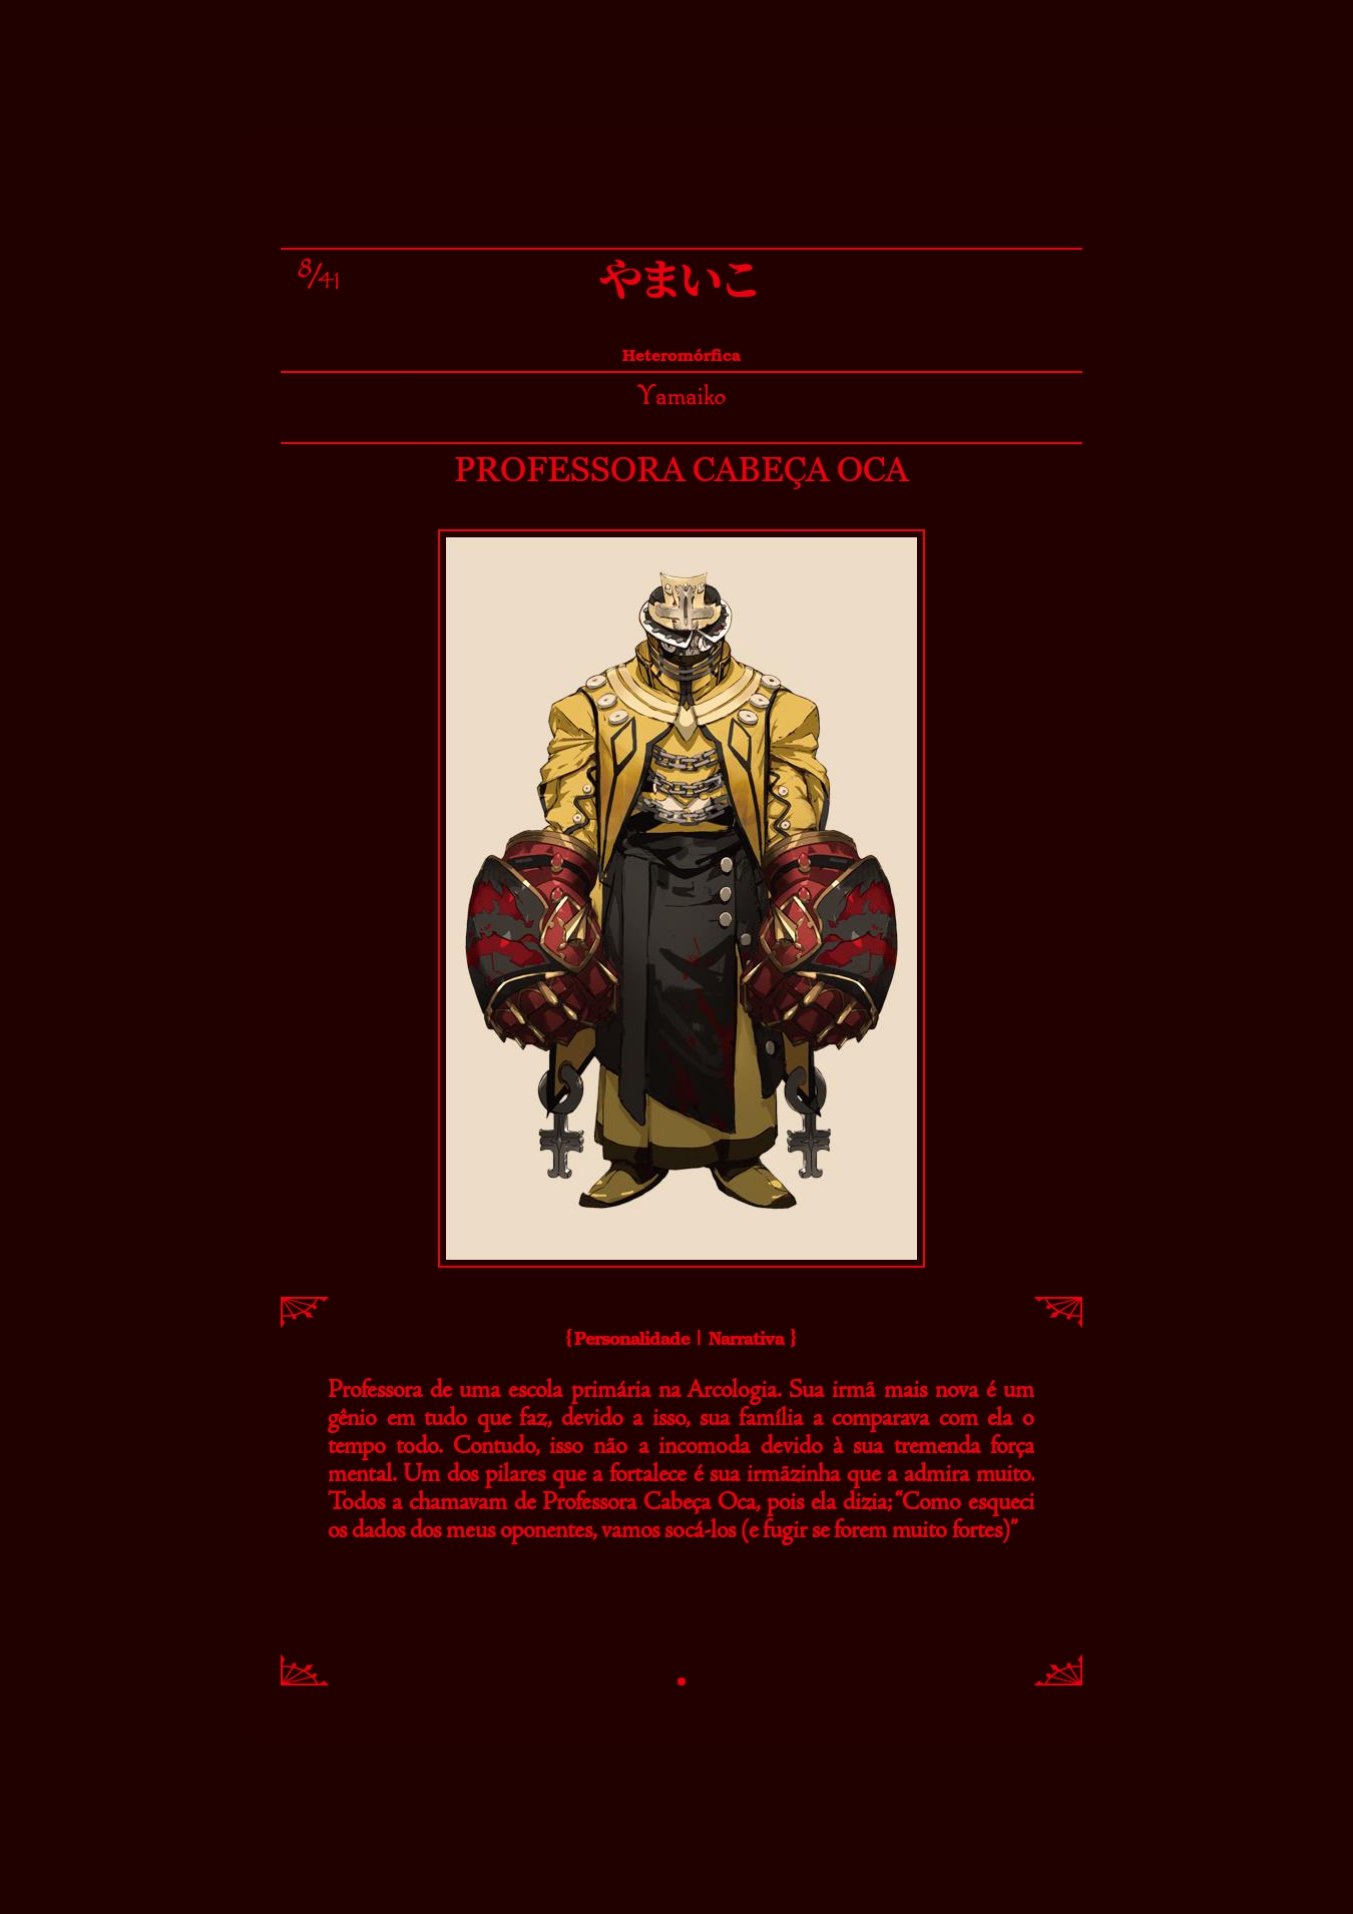 8/41
やまいこ
Heteromórfica
Yamaiko
PROFESSORA CABEÇA OCA
{Personalidade | Narrativa }
Professora de uma escola primária na Arcologia. Sua irmã mais nova é um
gênio em tudo que faz, devido a isso, sua família a comparava com ela o
tempo todo. Contudo, isso não a incomoda devido à sua tremenda força
mental. Um dos pilares que a fortalece é sua irmãzinha que a admira muito.
Todos a chamavam de Professora Cabeça Oca, pois ela dizia; “Como esqueci
os dados dos meus oponentes, vamos socá-los (e fugir se forem muito fortes)”